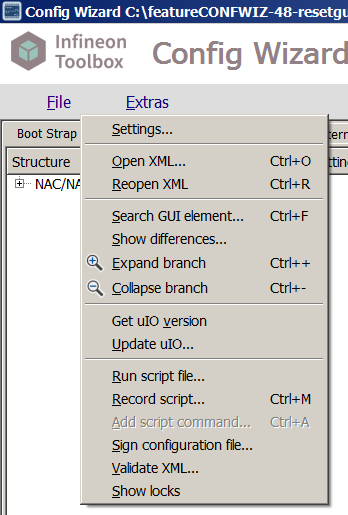 Config Wizard C:\featureCONFWIZ-48-resetgu
Infineon
Toolbox
Config Wizard
File Extras
Boot Strap
Structure
NAC/NA
Settings...
Open XML... Ctrl+O
Reopen XML Ctrl+R
Search GUI element... Ctrl+F
Show differences...
Expand branch Ctrl++
Collapse branch Ctrl+-
Get uIO version
Update uIO...
Run script file...
Record script... Ctrl+M
Add script command... Ctrl+A
Sign configuration file...
Validate XML...
Show locks